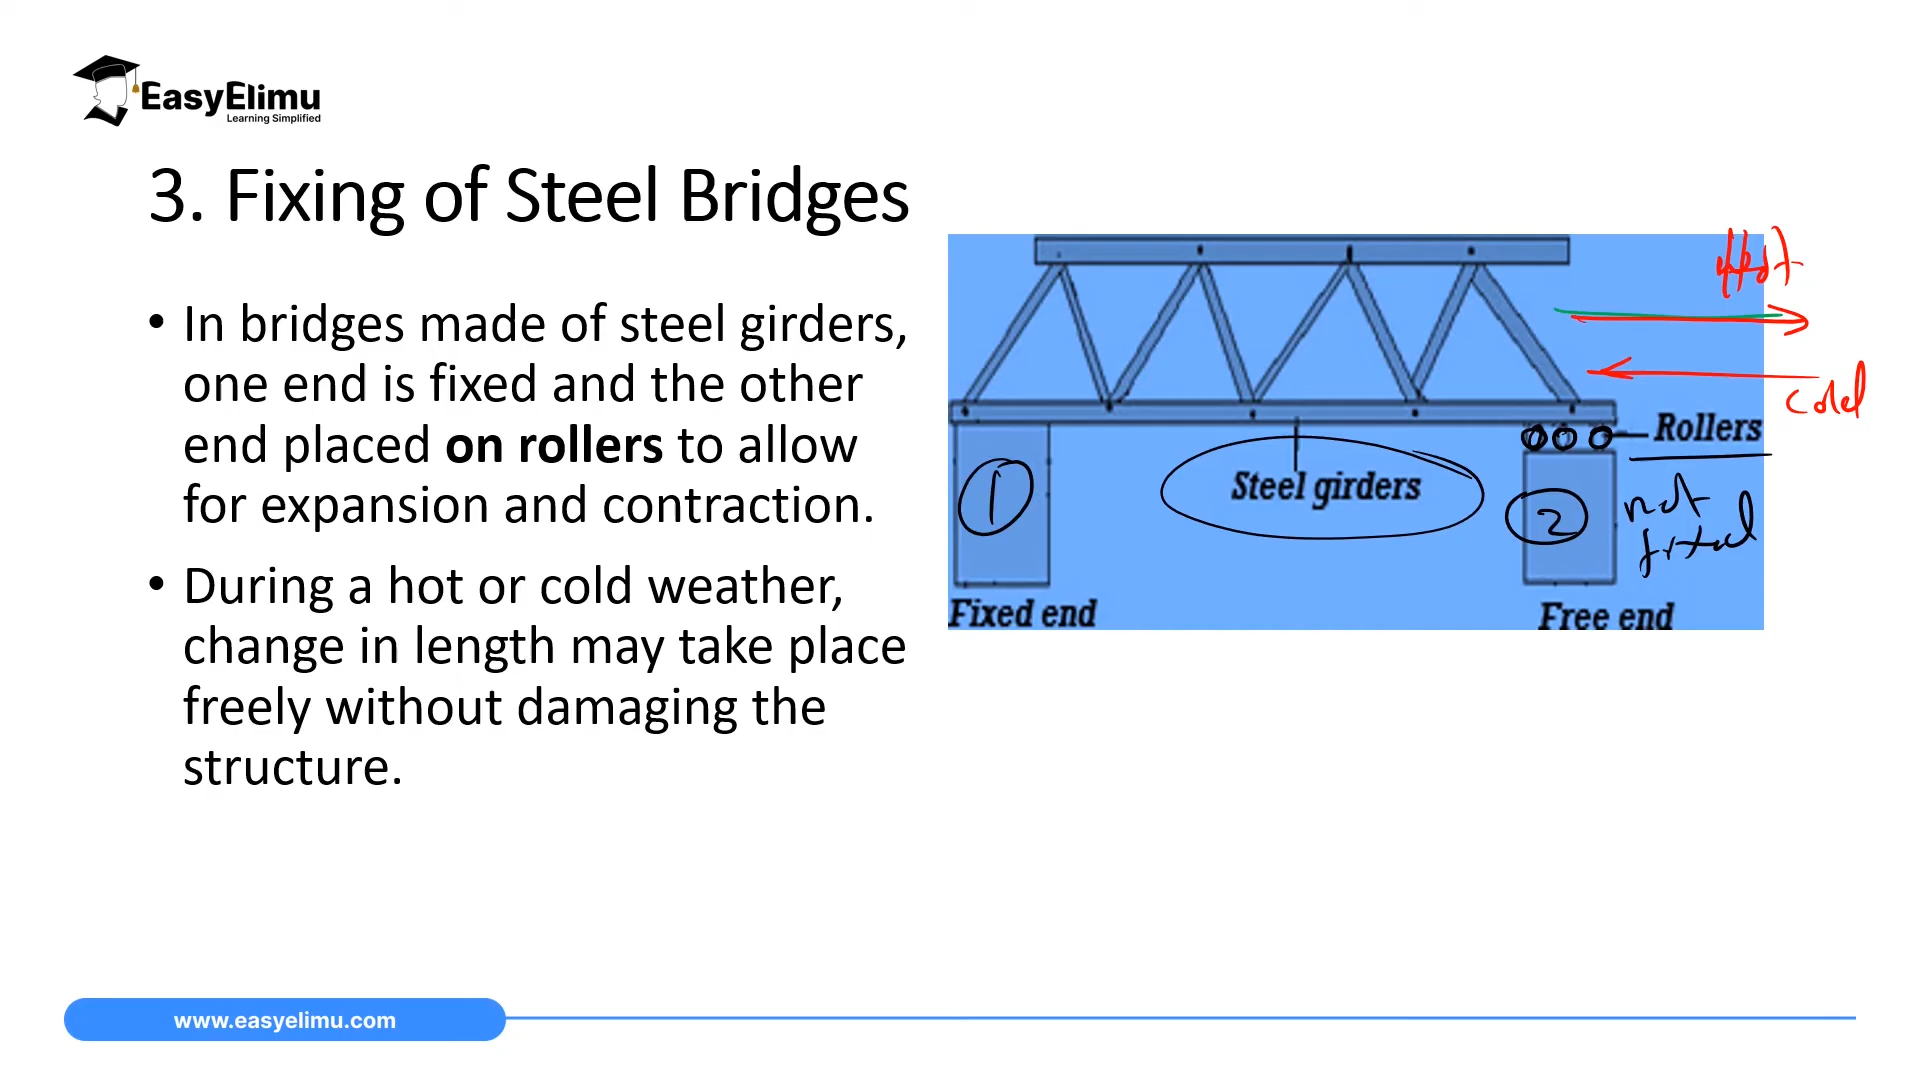 EasyElimu
Learning Simplified
3. Fixing of Steel Bridges
• In bridges made of steel girders,
one end is fixed and the other
end placed on rollers to allow
for expansion and contraction.
• During a hot or cold weather,
change in length may take place
freely without damaging the
structure.
Hot
cold
Rollers
Steel girders
1
2
not
fixed
Fixed end
Free end
www.easyelimu.com